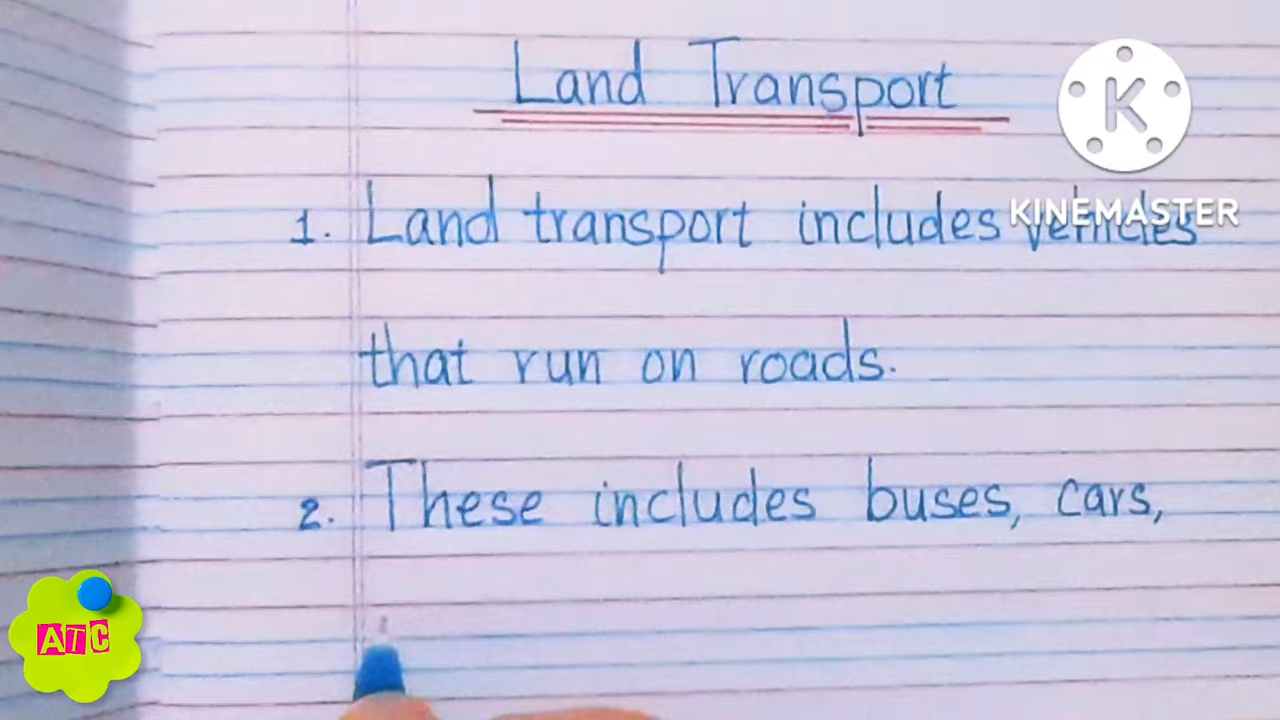 Land Transport
KINEMASTER
1. Land transport includes vehicles
that run on roads.
2. These includes buses, cars,
ATC